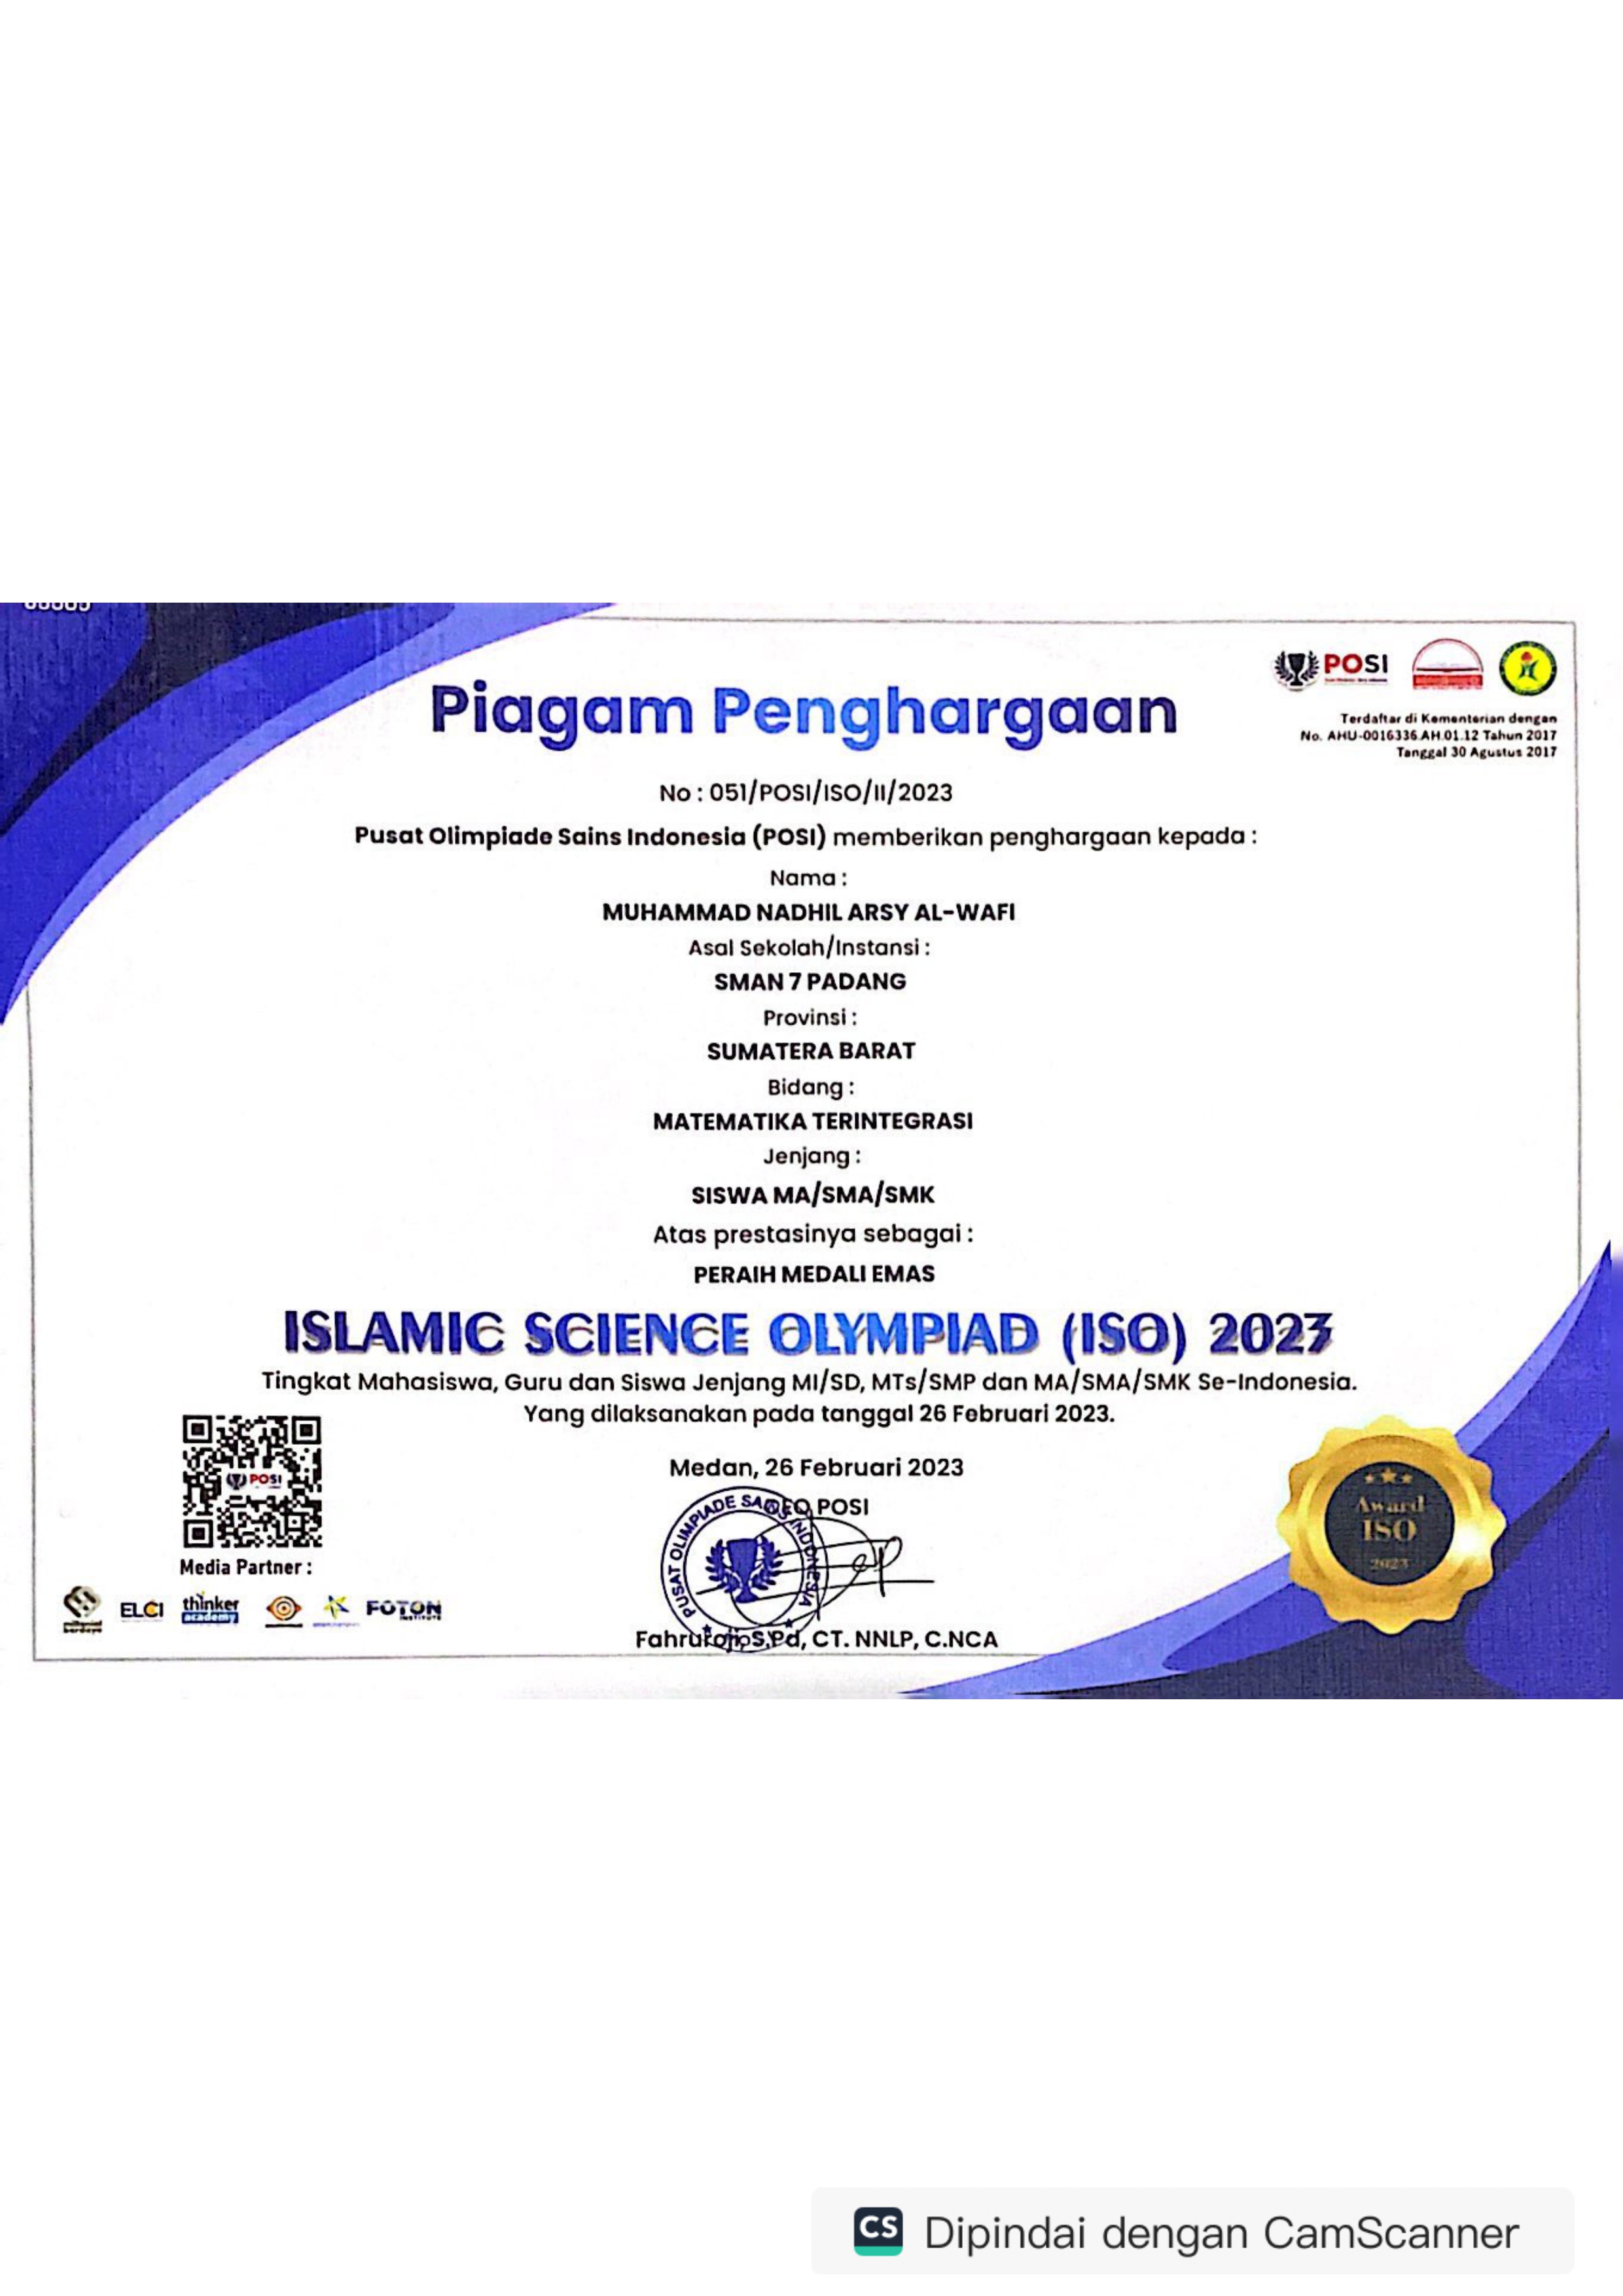 POSI
Terdaftar di Kementerian dengan
No. AHU-0016336.AH.01.12 Tahun 2017
Tanggal 30 Agustus 2017
Piagam Penghargaan
No : 051/POSI/ISO/II/2023
Pusat Olimpiade Sains Indonesia (POSI) memberikan penghargaan kepada :
Nama :
MUHAMMAD NADHIL ARSY AL-WAFI
Asal Sekolah/Instansi :
SMAN 7 PADANG
Provinsi :
SUMATERA BARAT
Bidang :
MATEMATIKA TERINTEGRASI
Jenjang :
SISWA MA/SMA/SMK
Atas prestasinya sebagai :
PERAIH MEDALI EMAS
ISLAMIC SCIENCE OLYMPIAD (ISO) 2023
Tingkat Mahasiswa, Guru dan Siswa Jenjang MI/SD, MTs/SMP dan MA/SMA/SMK Se-Indonesia.
Yang dilaksanakan pada tanggal 26 Februari 2023.
Medan, 26 Februari 2023
CEO POSI
PUSAT OLIMPIADE SAINS INDONESIA
S.Pd, CT. NNLP, C.NCA
POSI
Media Partner :
ELCI
thinker
academy
FOTON
INSTITUTE
Award
ISO
2023
CS Dipindai dengan CamScanner